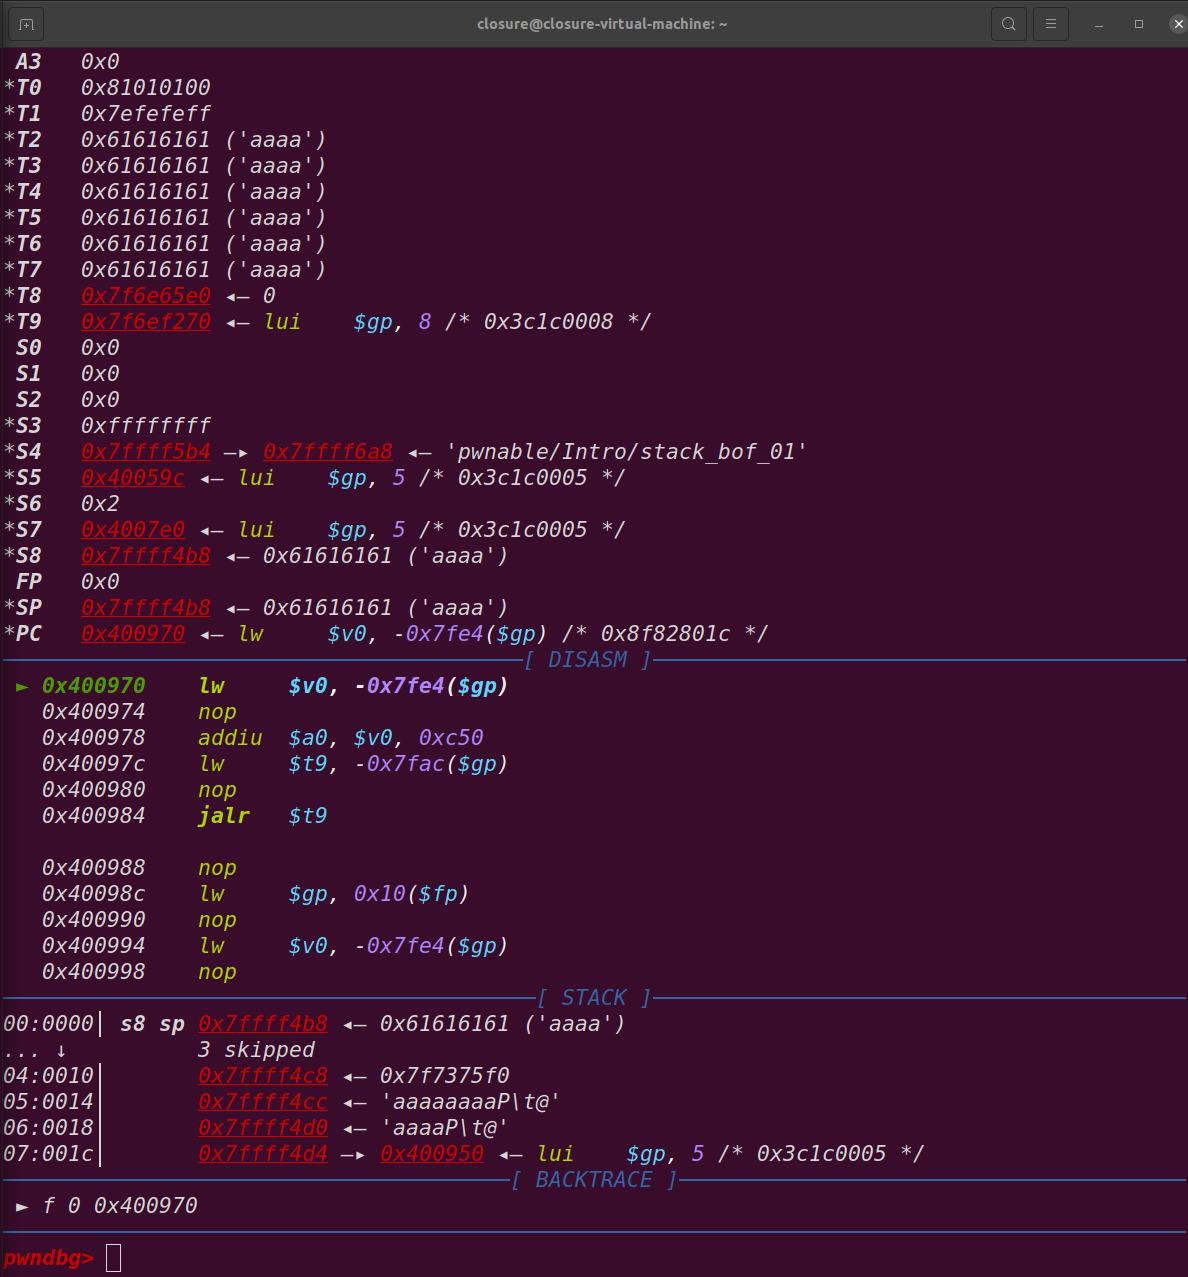 closure@closure-virtual-machine: ~
A3 0x0
*T0 0x81010100
*T1 0x7efefeff
*T2 0x61616161 ('aaaa')
*T3 0x61616161 ('aaaa')
*T4 0x61616161 ('aaaa')
*T5 0x61616161 ('aaaa')
*T6 0x61616161 ('aaaa')
*T7 0x61616161 ('aaaa')
*T8 0x7f6e65e0 ◂— 0
*T9 0x7f6ef270 ◂— lui $gp, 8 /* 0x3c1c0008 */
S0 0x0
S1 0x0
S2 0x0
*S3 0xffffffff
*S4 0x7ffff5b4 —▸ 0x7ffff6a8 ◂— 'pwnable/Intro/stack_bof_01'
*S5 0x40059c ◂— lui $gp, 5 /* 0x3c1c0005 */
*S6 0x2
*S7 0x4007e0 ◂— lui $gp, 5 /* 0x3c1c0005 */
*S8 0x7ffff4b8 ◂— 0x61616161 ('aaaa')
FP 0x0
*SP 0x7ffff4b8 ◂— 0x61616161 ('aaaa')
*PC 0x400970 ◂— lw $v0, -0x7fe4($gp) /* 0x8f82801c */
[ DISASM ]
► 0x400970 lw $v0, -0x7fe4($gp)
0x400974 nop
0x400978 addiu $a0, $v0, 0xc50
0x40097c lw $t9, -0x7fac($gp)
0x400980 nop
0x400984 jalr $t9
0x400988 nop
0x40098c lw $gp, 0x10($fp)
0x400990 nop
0x400994 lw $v0, -0x7fe4($gp)
0x400998 nop
[ STACK ]
00:0000│ s8 sp 0x7ffff4b8 ◂— 0x61616161 ('aaaa')
... ↓ 3 skipped
04:0010│ 0x7ffff4c8 ◂— 0x7f7375f0
05:0014│ 0x7ffff4cc ◂— 'aaaaaaaaP\t@'
06:0018│ 0x7ffff4d0 ◂— 'aaaaP\t@'
07:001c│ 0x7ffff4d4 —▸ 0x400950 ◂— lui $gp, 5 /* 0x3c1c0005 */
[ BACKTRACE ]
► f 0 0x400970
pwndbg>